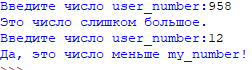 Введите число user_number:958
Это число слишком большое.
Введите число user_number:12
Да, это число меньше my_number!
>>>